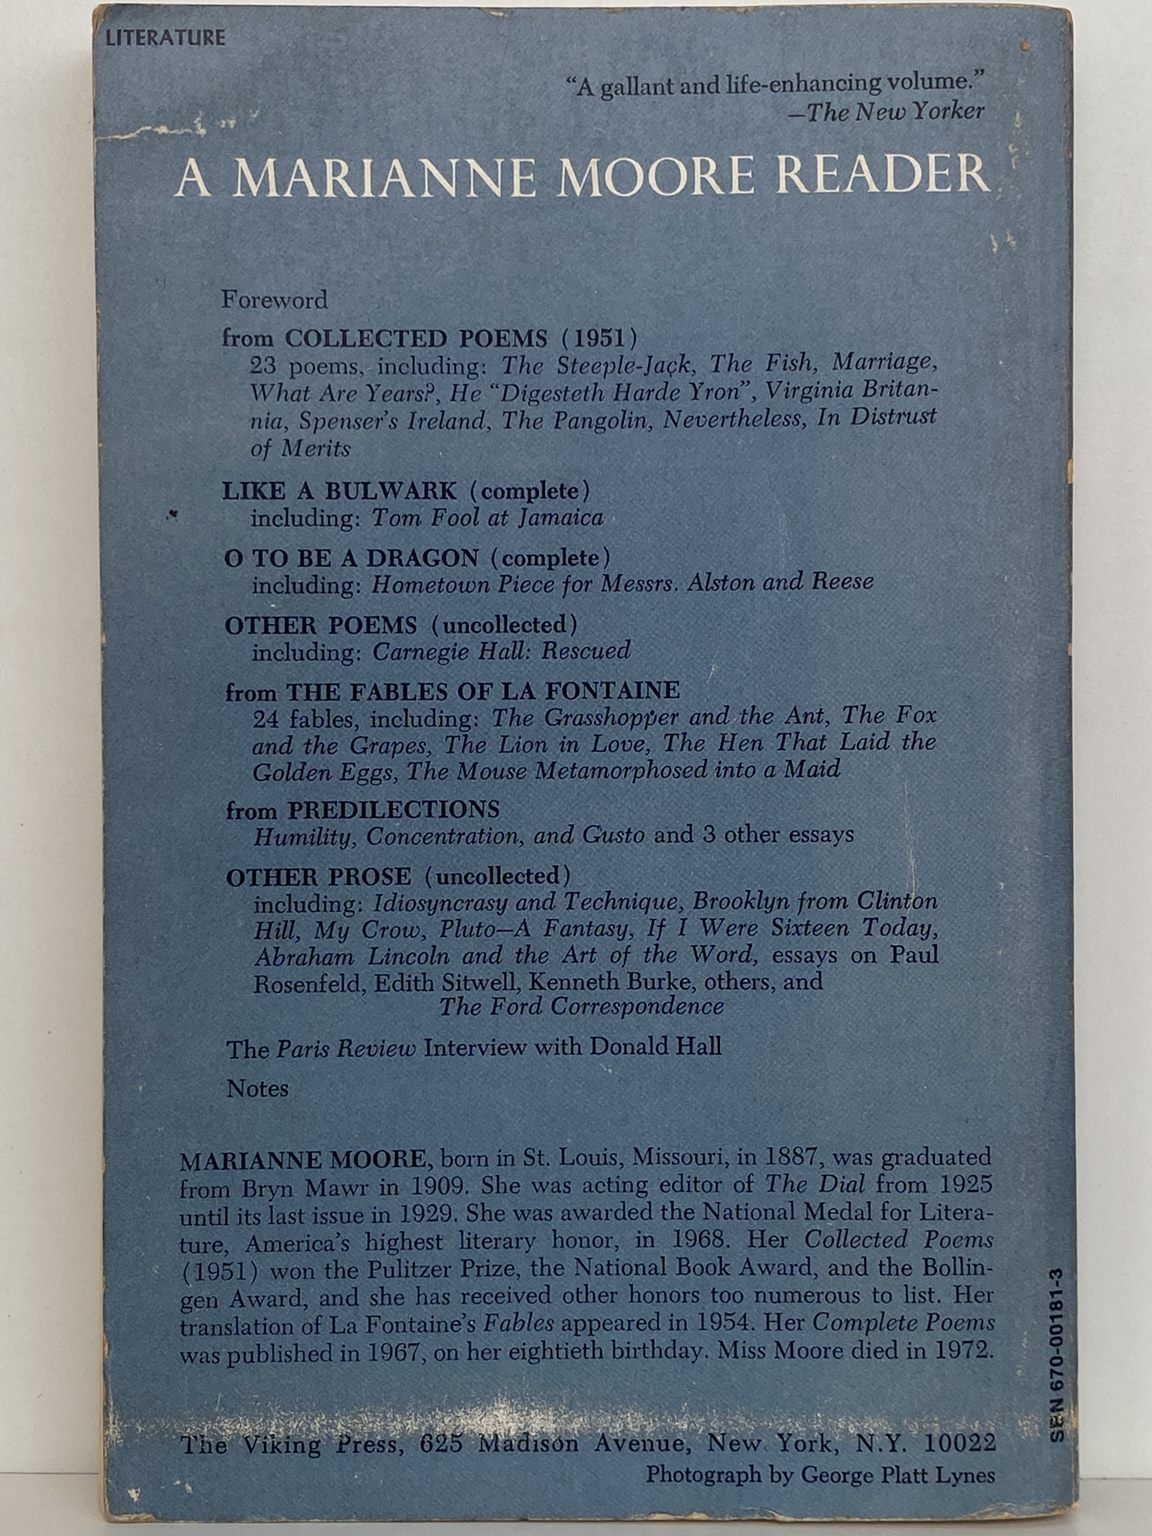 LITERATURE
“A gallant and life-enhancing volume.”
—The New Yorker
A MARIANNE MOORE READER
Foreword
from COLLECTED POEMS (1951)
23 poems, including: The Steeple-Jack, The Fish, Marriage,
What Are Years?, He “Digesteth Harde Yron”, Virginia Britan-
nia, Spenser’s Ireland, The Pangolin, Nevertheless, In Distrust
of Merits
LIKE A BULWARK (complete)
including: Tom Fool at Jamaica
O TO BE A DRAGON (complete)
including: Hometown Piece for Messrs. Alston and Reese
OTHER POEMS (uncollected)
including: Carnegie Hall: Rescued
from THE FABLES OF LA FONTAINE
24 fables, including: The Grasshopper and the Ant, The Fox
and the Grapes, The Lion in Love, The Hen That Laid the
Golden Eggs, The Mouse Metamorphosed into a Maid
from PREDILECTIONS
Humility, Concentration, and Gusto and 3 other essays
OTHER PROSE (uncollected)
including: Idiosyncrasy and Technique, Brooklyn from Clinton
Hill, My Crow, Pluto—A Fantasy, If I Were Sixteen Today,
Abraham Lincoln and the Art of the Word, essays on Paul
Rosenfeld, Edith Sitwell, Kenneth Burke, others, and
The Ford Correspondence
The Paris Review Interview with Donald Hall
Notes
MARIANNE MOORE, born in St. Louis, Missouri, in 1887, was graduated
from Bryn Mawr in 1909. She was acting editor of The Dial from 1925
until its last issue in 1929. She was awarded the National Medal for Litera-
ture, America’s highest literary honor, in 1968. Her Collected Poems
(1951) won the Pulitzer Prize, the National Book Award, and the Bollin-
gen Award, and she has received other honors too numerous to list. Her
translation of La Fontaine’s Fables appeared in 1954. Her Complete Poems
was published in 1967, on her eightieth birthday. Miss Moore died in 1972.
The Viking Press, 625 Madison Avenue, New York, N.Y. 10022
Photograph by George Platt Lynes
SBN 670-00181-3